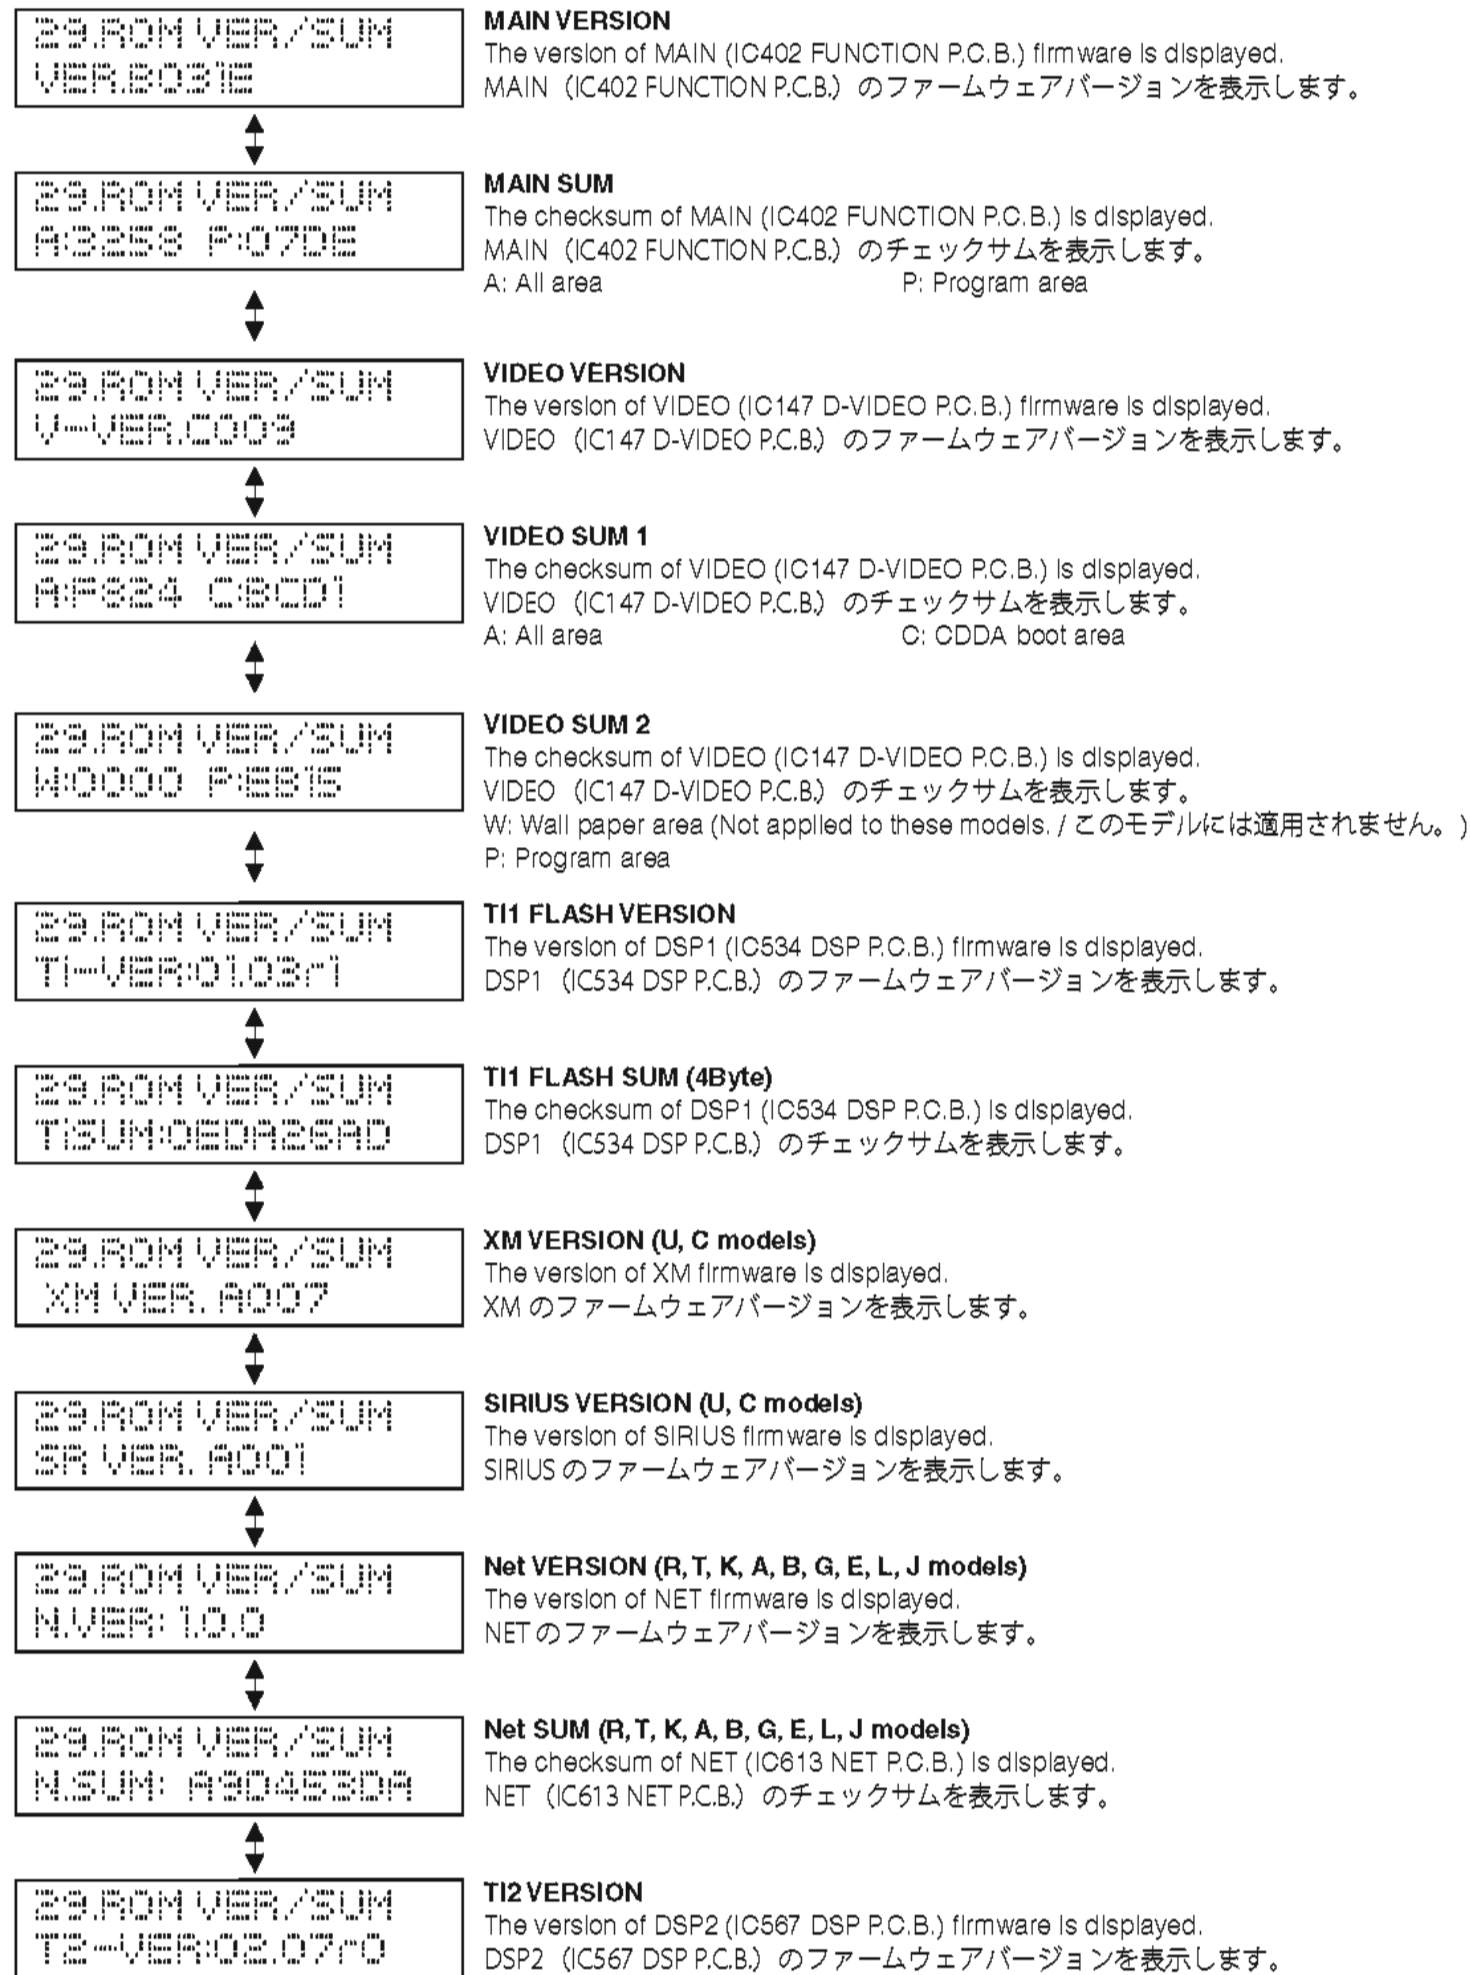 29.ROM VER/SUM
VER.B031E
MAIN VERSION
The version of MAIN (IC402 FUNCTION P.C.B.) firmware is displayed.
MAIN（IC402 FUNCTION P.C.B.）のファームウェアバージョンを表示します。
29.ROM VER/SUM
A:3258 P:07DE
MAIN SUM
The checksum of MAIN (IC402 FUNCTION P.C.B.) is displayed.
MAIN（IC402 FUNCTION P.C.B.）のチェックサムを表示します。
A: All area P: Program area
29.ROM VER/SUM
V-VER.C009
VIDEO VERSION
The version of VIDEO (IC147 D-VIDEO P.C.B.) firmware is displayed.
VIDEO（IC147 D-VIDEO P.C.B.）のファームウェアバージョンを表示します。
29.ROM VER/SUM
C:BCD1
VIDEO SUM 1
The checksum of VIDEO (IC147 D-VIDEO P.C.B.) is displayed.
VIDEO（IC147 D-VIDEO P.C.B.）のチェックサムを表示します。
A: All area C: CDDA boot area
29.ROM VER/SUM
W:0000 P:EB15
VIDEO SUM 2
The checksum of VIDEO (IC147 D-VIDEO P.C.B.) is displayed.
VIDEO（IC147 D-VIDEO P.C.B.）のチェックサムを表示します。
W: Wall paper area (Not applied to these models. / このモデルには適用されません。)
P: Program area
29.ROM VER/SUM
T1-VER:01.03r1
TI1 FLASH VERSION
The version of DSP1 (IC534 DSP P.C.B.) firmware is displayed.
DSP1（IC534 DSP P.C.B.）のファームウェアバージョンを表示します。
29.ROM VER/SUM
T1SUM:0EDA26AD
TI1 FLASH SUM (4Byte)
The checksum of DSP1 (IC534 DSP P.C.B.) is displayed.
DSP1（IC534 DSP P.C.B.）のチェックサムを表示します。
29.ROM VER/SUM
XM VER. A007
XM VERSION (U, C models)
The version of XM firmware is displayed.
XM のファームウェアバージョンを表示します。
29.ROM VER/SUM
SR VER. A001
SIRIUS VERSION (U, C models)
The version of SIRIUS firmware is displayed.
SIRIUS のファームウェアバージョンを表示します。
29.ROM VER/SUM
N.VER: 1.0.0
Net VERSION (R, T, K, A, B, G, E, L, J models)
The version of NET firmware is displayed.
NET のファームウェアバージョンを表示します。
29.ROM VER/SUM
N.SUM: A9D453DA
Net SUM (R, T, K, A, B, G, E, L, J models)
The checksum of NET (IC613 NET P.C.B.) is displayed.
NET（IC613 NET P.C.B.）のチェックサムを表示します。
29.ROM VER/SUM
T2-VER:02.07r0
TI2 VERSION
The version of DSP2 (IC567 DSP P.C.B.) firmware is displayed.
DSP2（IC567 DSP P.C.B.）のファームウェアバージョンを表示します。